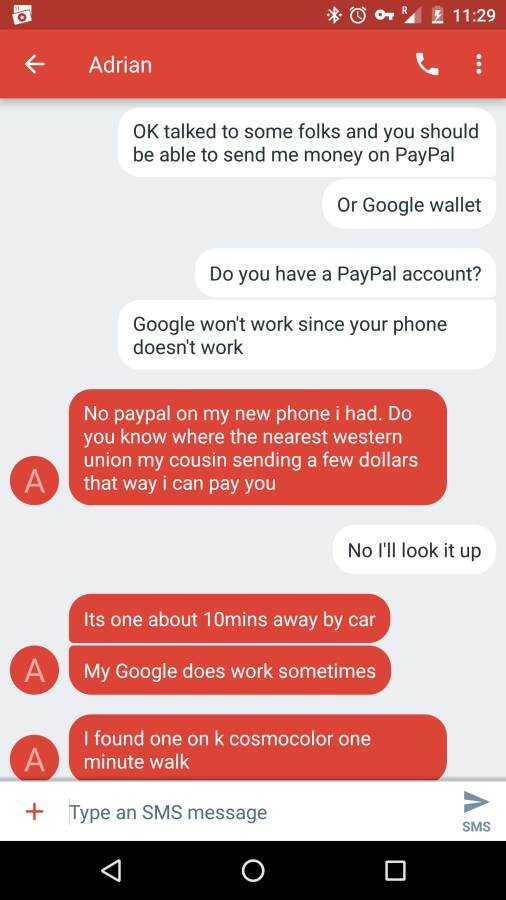 R 11:29
Adrian
OK talked to some folks and you should
be able to send me money on PayPal
Or Google wallet
Do you have a PayPal account?
Google won't work since your phone
doesn't work
No paypal on my new phone i had. Do
you know where the nearest western
union my cousin sending a few dollars
that way i can pay you
A
No I'll look it up
Its one about 10mins away by car
My Google does work sometimes
A
I found one on k cosmocolor one
minute walk
A
Type an SMS message
SMS